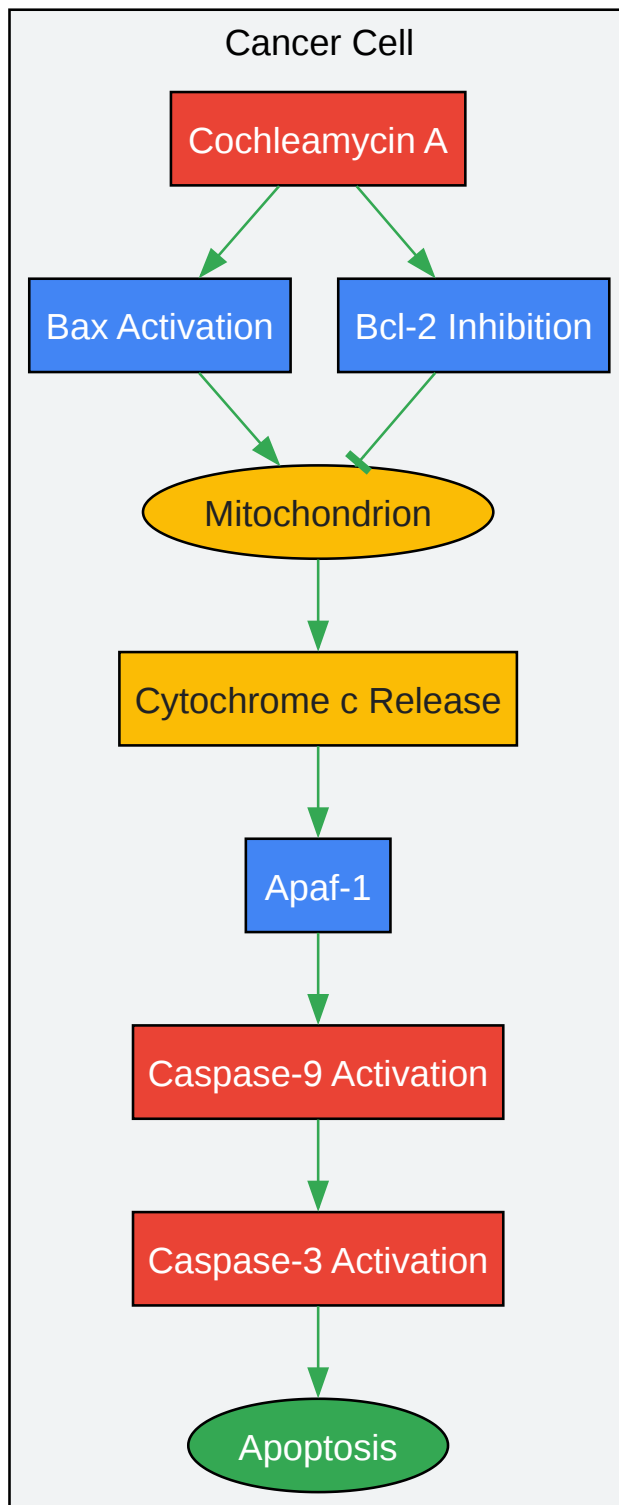 Cancer Cell
Cochleamycin A
Bax Activation
Bcl-2 Inhibition
Mitochondrion
Cytochrome c Release
Apaf-1
Caspase-9 Activation
Caspase-3 Activation
Apoptosis